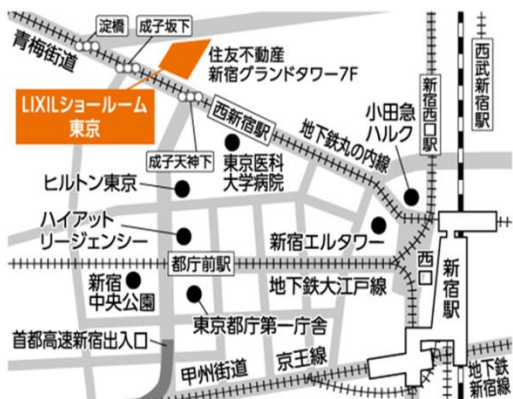 淀橋
成子坂下
青梅街道
住友不動産
新宿グランドタワー7F
LIXILショールーム
東京
西新宿駅
成子天神下
東京医科
大学病院
地下鉄丸の内線
小田急
ハルク
新宿西口駅
西武新宿駅
ヒルトン東京
ハイアット
リージェンシー
新宿エルタワー
都庁前駅
地下鉄大江戸線
西口
新宿駅
新宿
中央公園
東京都庁第一庁舎
首都高速新宿出入口
甲州街道
京王線
地下鉄
新宿線